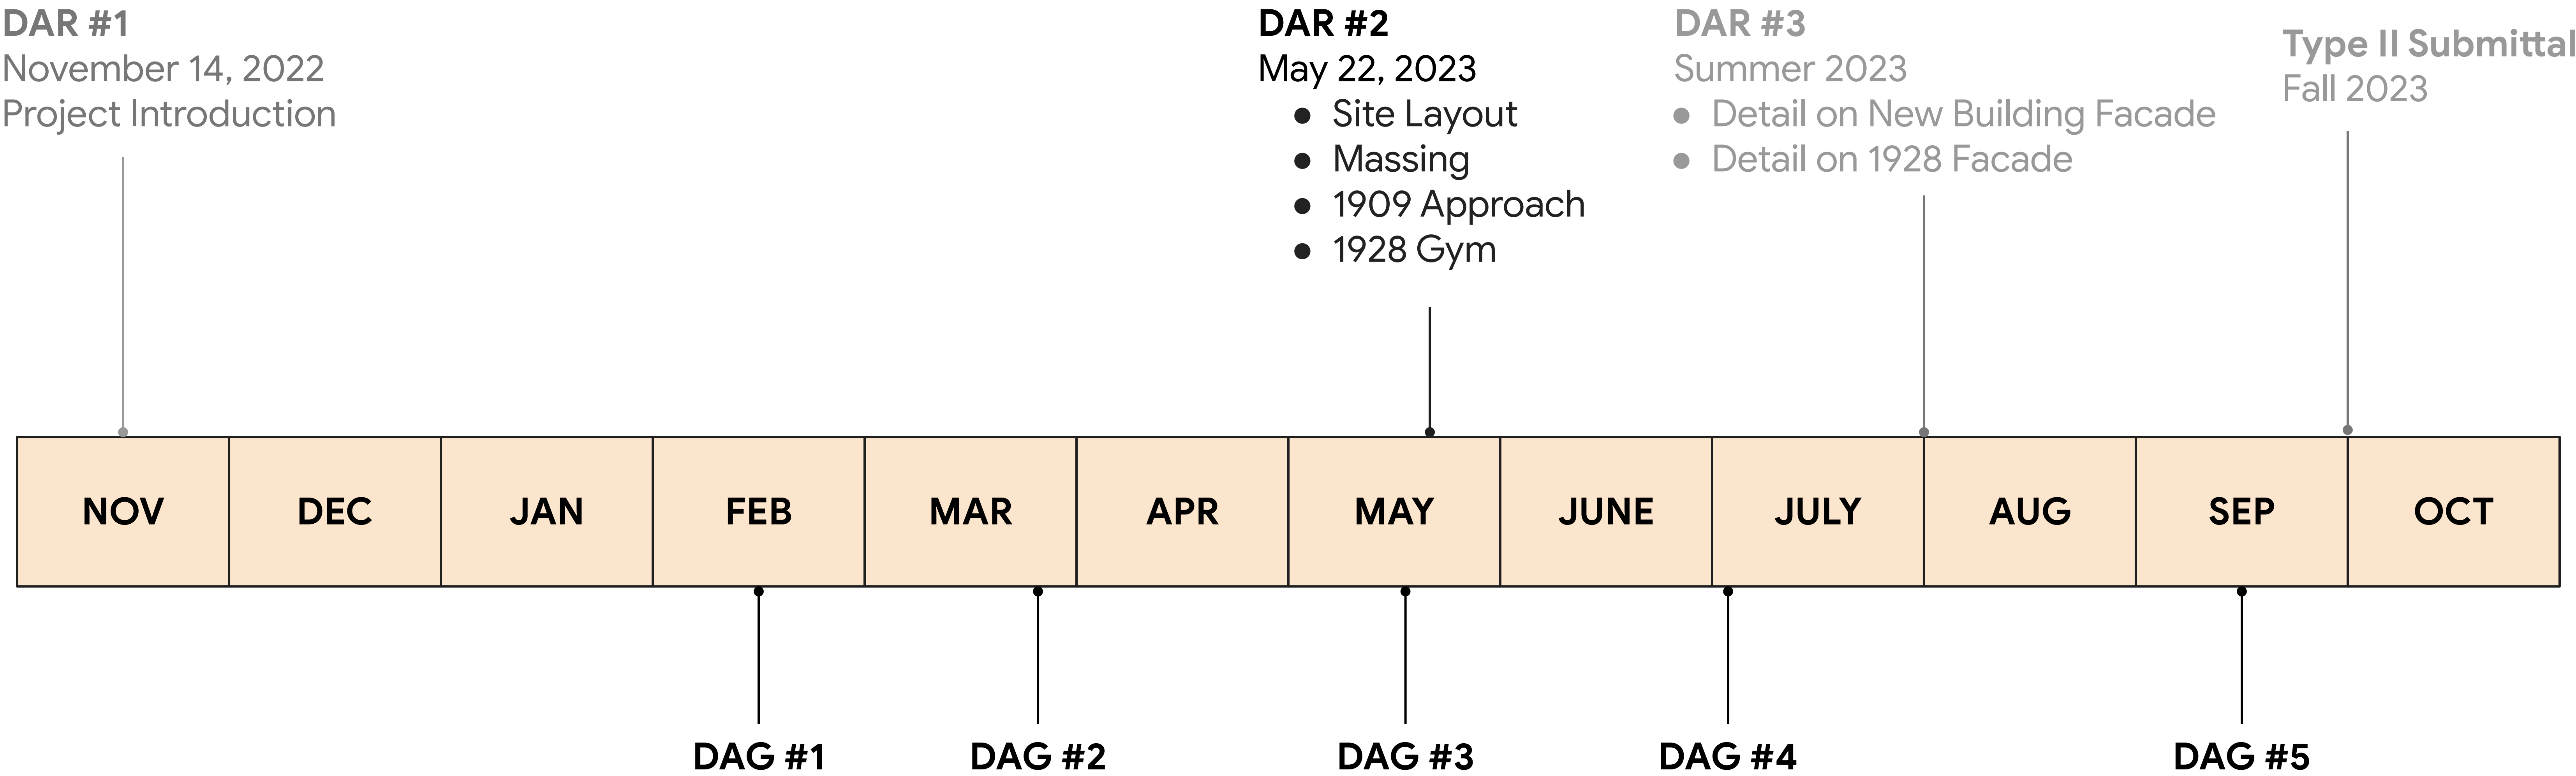 DAR #1
November 14, 2022
Project Introduction
DAR #2
May 22, 2023
● Site Layout
● Massing
● 1909 Approach
● 1928 Gym
DAR #3
Summer 2023
● Detail on New Building Facade
● Detail on 1928 Facade
Type II Submittal
Fall 2023
NOV DEC JAN FEB MAR APR MAY JUNE JULY AUG SEP OCT
DAG #1 DAG #2 DAG #3 DAG #4 DAG #5